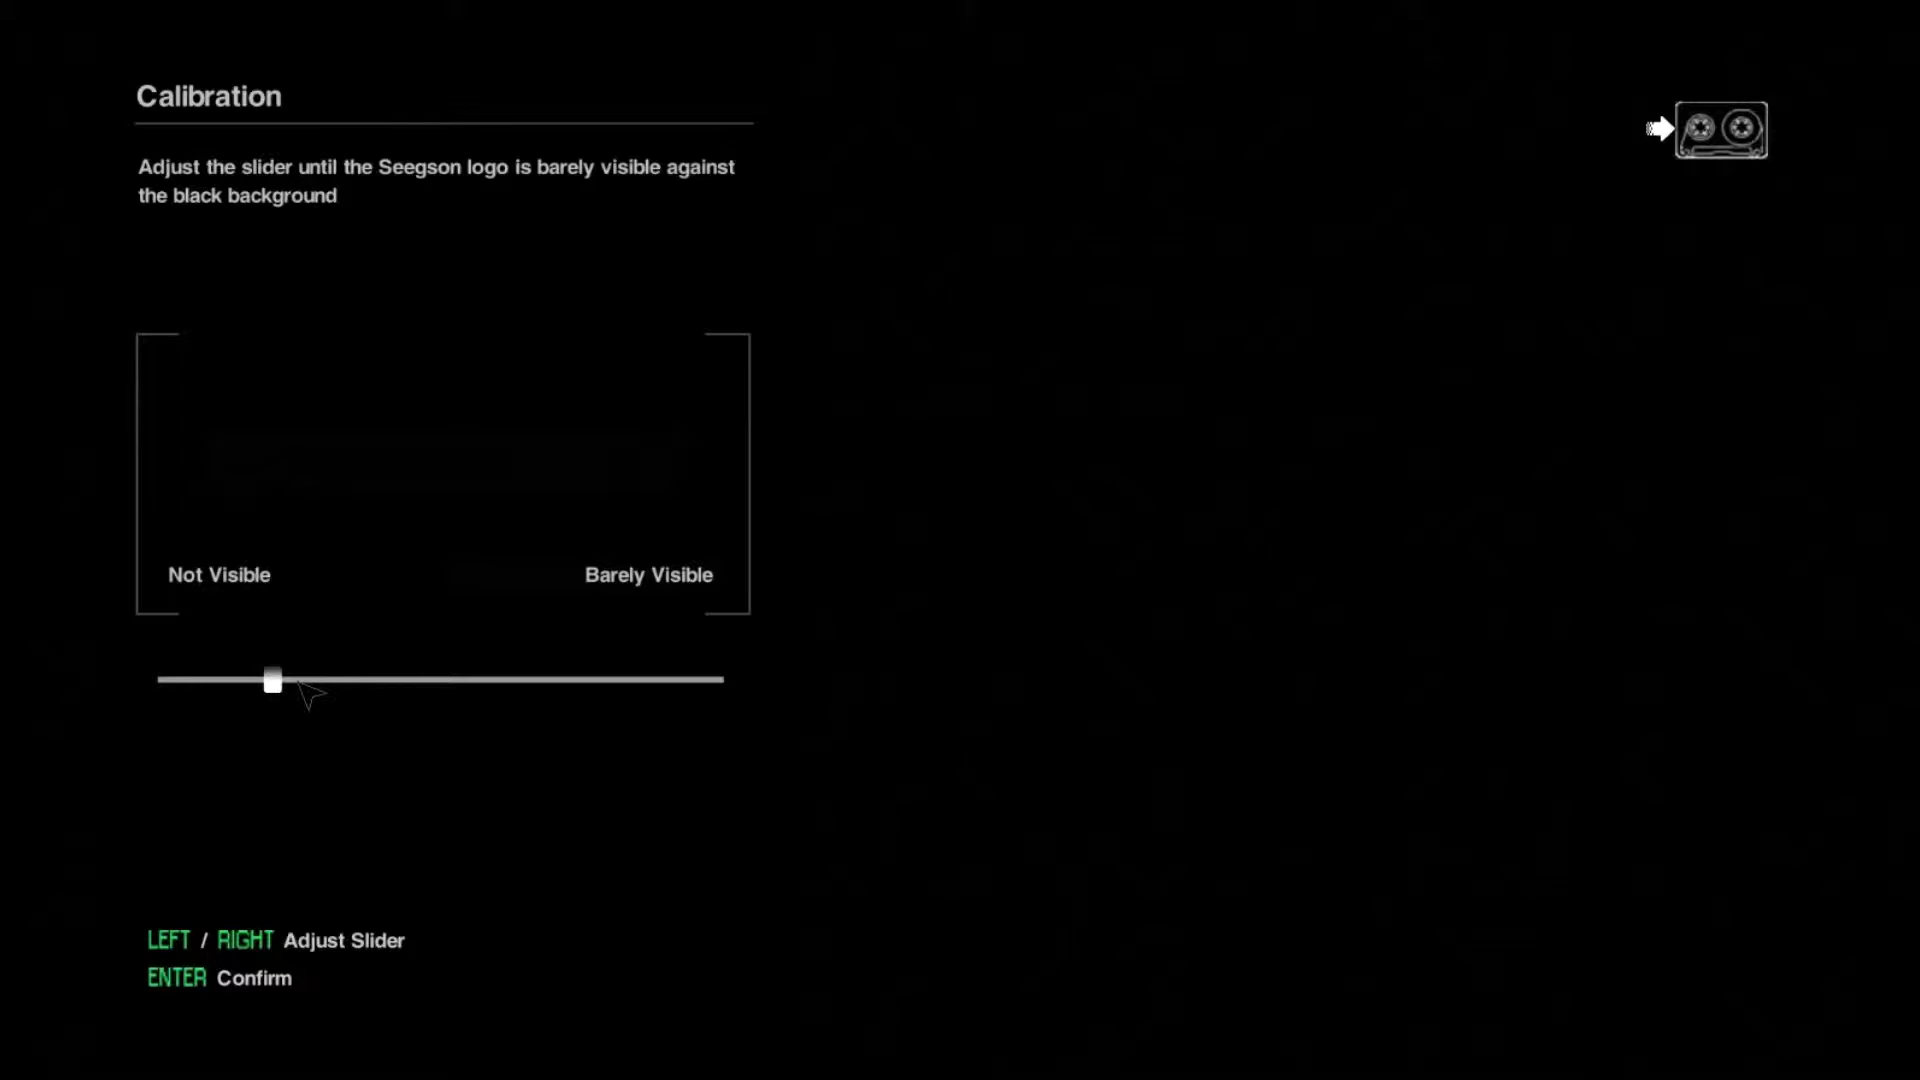 Calibration
Adjust the slider until the Seegson logo is barely visible against
the black background
Not Visible
Barely Visible
LEFT / RIGHT Adjust Slider
ENTER Confirm